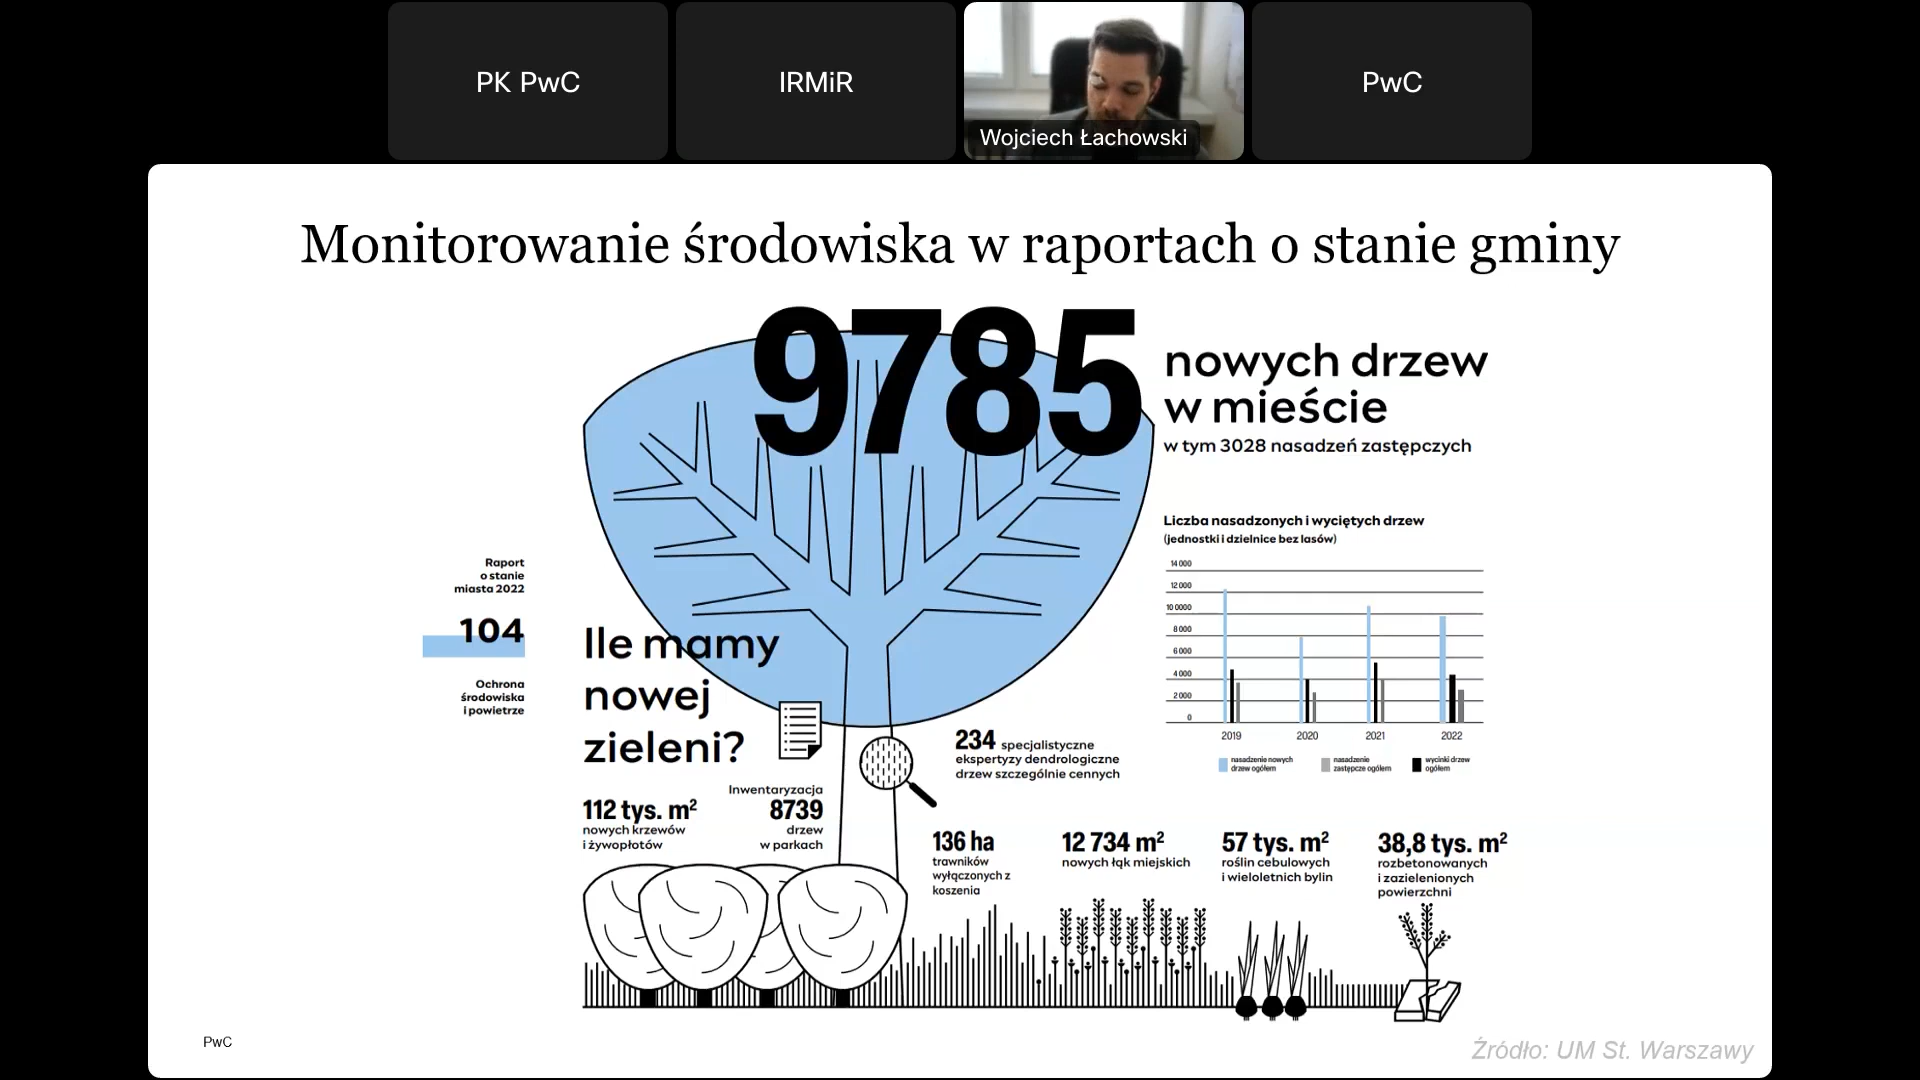 PK PwC
IRMiR
Wojciech Łachowski
PwC
Monitorowanie środowiska w raportach o stanie gminy
9785
nowych drzew
w mieście
w tym 3028 nasadzeń zastępczych
Liczba nasadzonych i wyciętych drzew
(jednostki i dzielnice bez lasów)
14 000
12 000
10 0000
8 000
6 000
4 000
2 000
0
2019
2020
2021
2022
nasadzenie nowych
drzew ogółem
nasadzenie
zastępcze ogółem
wycinki drzew
ogółem
Raport
o stanie
miasta 2022
104
Ochrona
środowiska
i powietrze
Ile mamy
nowej
zieleni?
234 specjalistyczne
ekspertyzy dendrologiczne
drzew szczególnie cennych
112 tys. m²
nowych krzewów
i żywopłotów
Inwentaryzacja
8739
drzew
w parkach
136 ha
trawników
wyłączonych z
koszenia
12 734 m²
nowych łąk miejskich
57 tys. m²
roślin cebulowych
i wieloletnich bylin
38,8 tys. m²
rozbetonowanych
i zazielenionych
powierzchni
PwC
Źródło: UM St. Warszawy